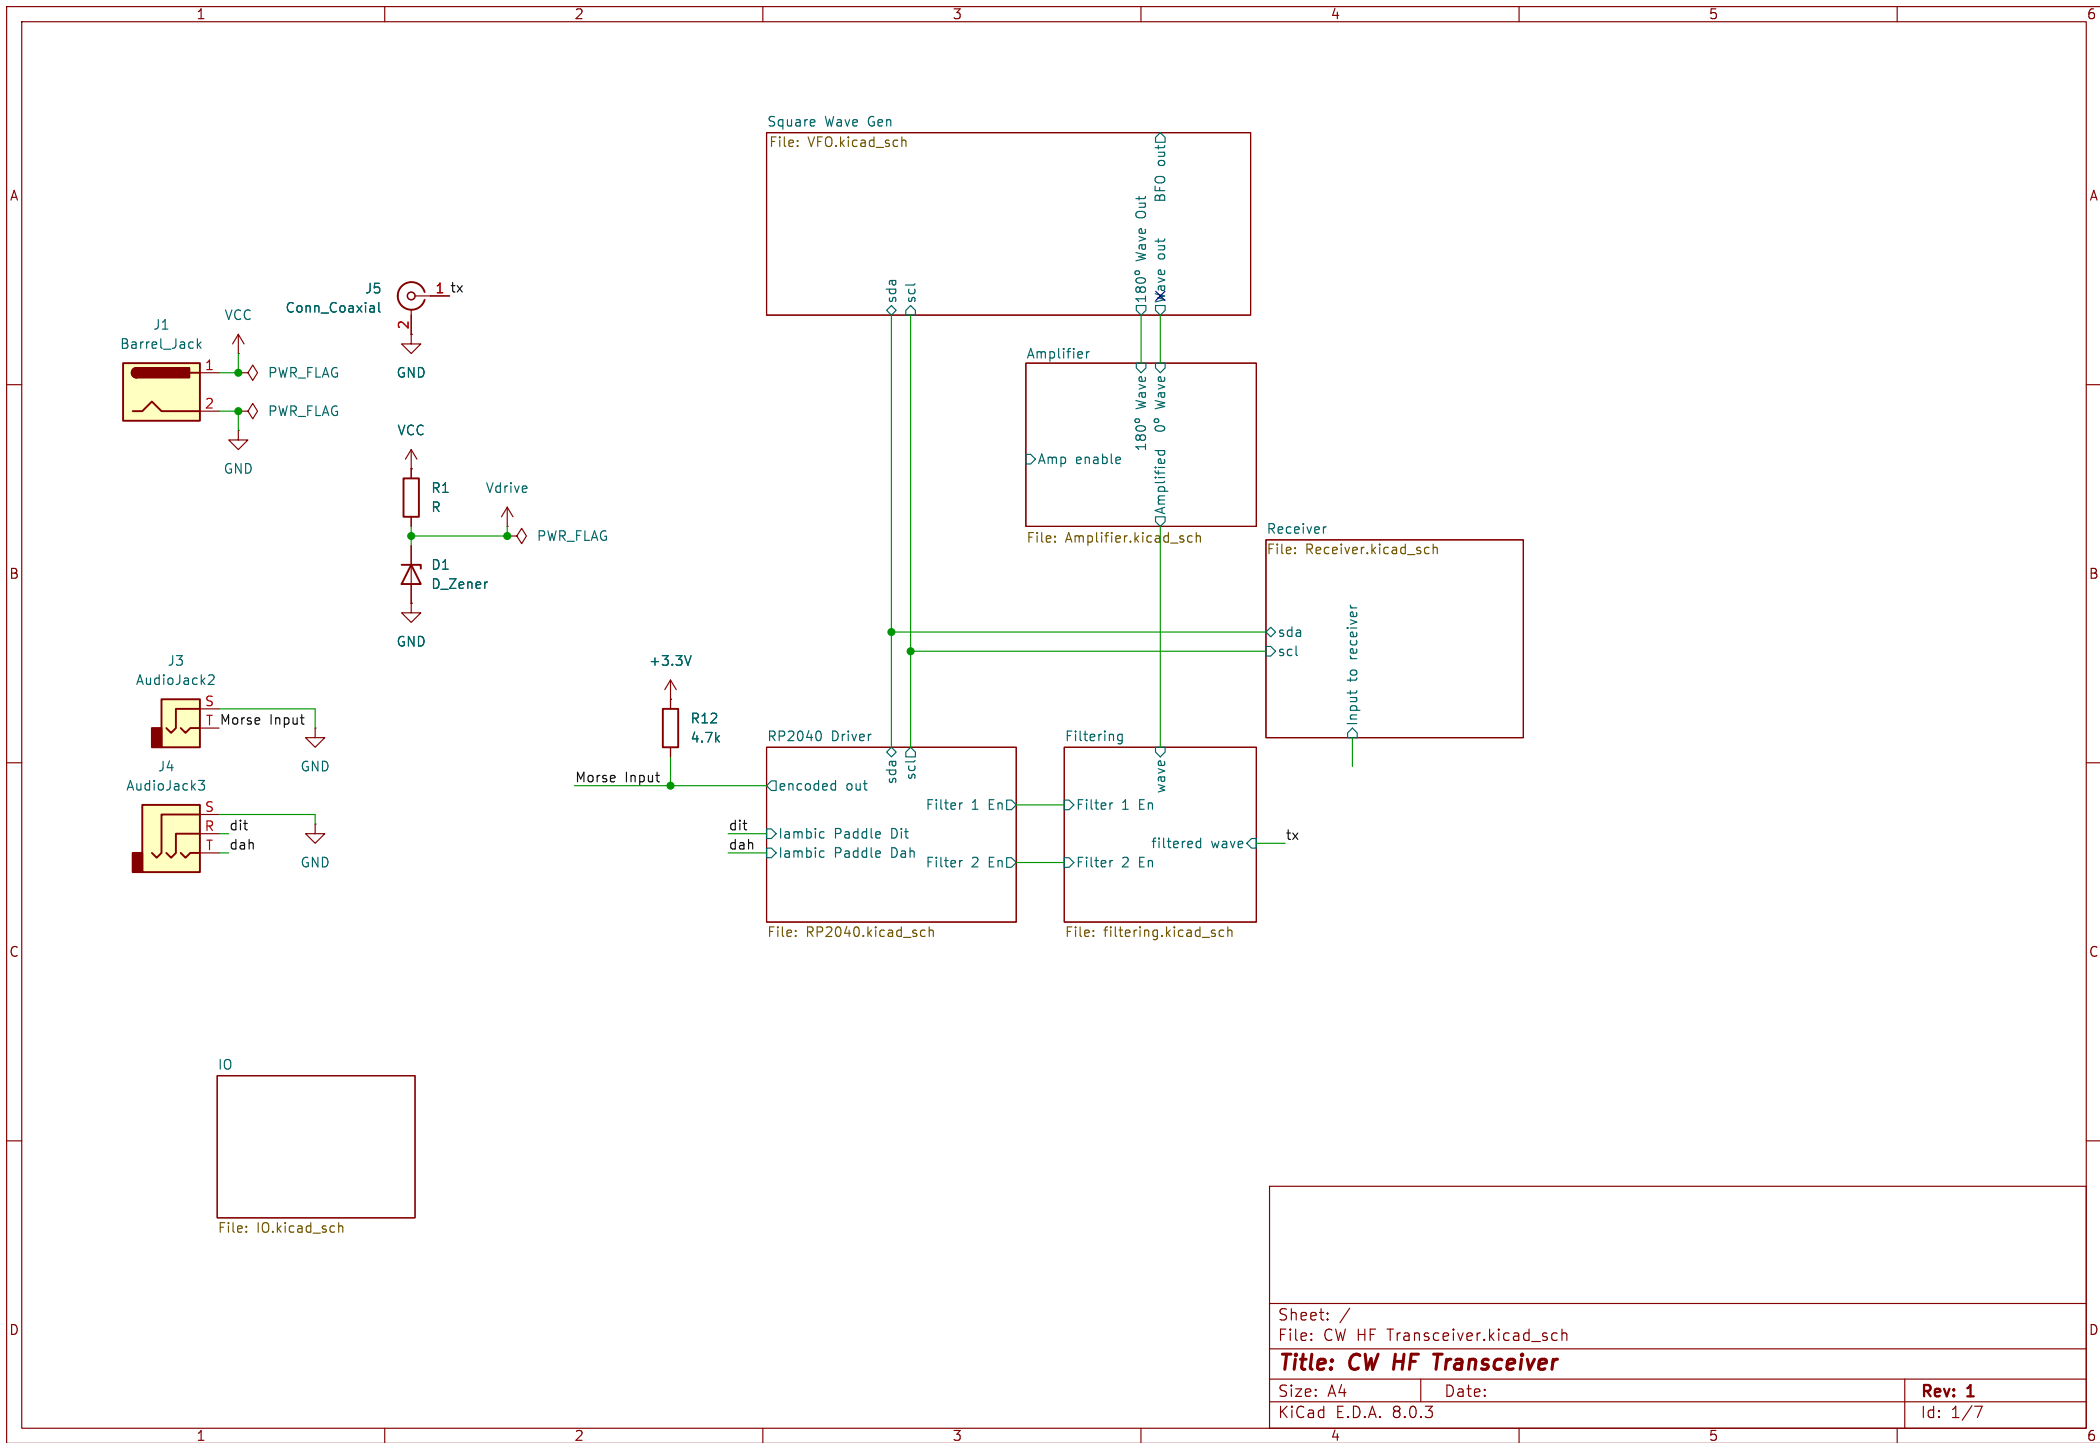 1 2 3 4 5 6
A A
B B
C C
D D
Square Wave Gen
File: VFO.kicad_sch
BFO out
180° Wave Out
Wave out
sda
scl
J5
Conn_Coaxial
1
2
tx
GND
VCC
J1
Barrel_Jack
1
2
PWR_FLAG
PWR_FLAG
GND
VCC
R1
R
Vdrive
PWR_FLAG
D1
D_Zener
GND
Amplifier
180° Wave
0° Wave
Amp enable
Amplified
File: Amplifier.kicad_sch
Receiver
File: Receiver.kicad_sch
sda
scl
Input to receiver
J3
AudioJack2
S
T
Morse Input
GND
J4
AudioJack3
S
R
T
dit
dah
GND
+3.3V
R12
4.7k
Morse Input
RP2040 Driver
sda
scl
encoded out
Filter 1 En
dit
Iambic Paddle Dit
dah
Iambic Paddle Dah
Filter 2 En
File: RP2040.kicad_sch
Filtering
wave
Filter 1 En
filtered wave
tx
Filter 2 En
File: filtering.kicad_sch
IO
File: IO.kicad_sch
Sheet: /
File: CW HF Transceiver.kicad_sch
Title: CW HF Transceiver
Size: A4
Date:
Rev: 1
KiCad E.D.A. 8.0.3
Id: 1/7
1 2 3 4 5 6